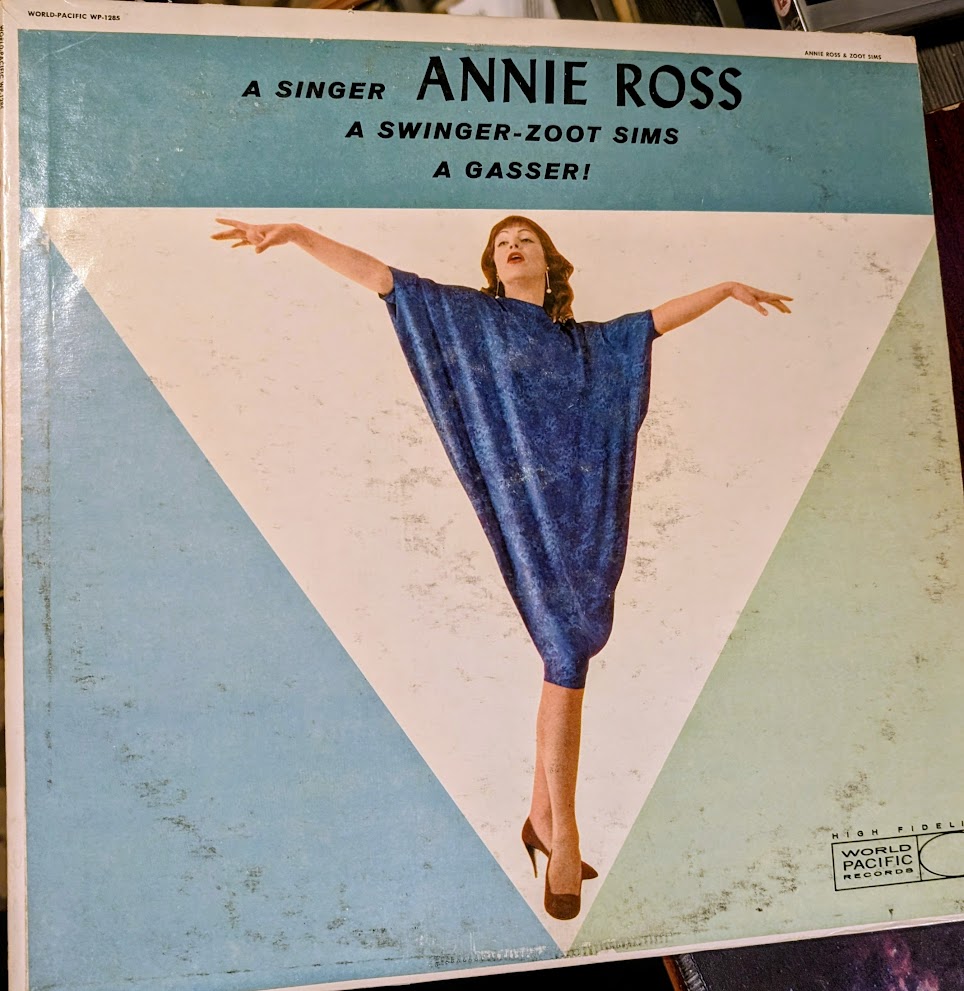 WORLD-PACIFIC WP-1285
ANNIE ROSS & ZOOT SIMS
A SINGER ANNIE ROSS
A SWINGER-ZOOT SIMS
A GASSER!
HIGH FIDELI
WORLD
PACIFIC
RECORDS